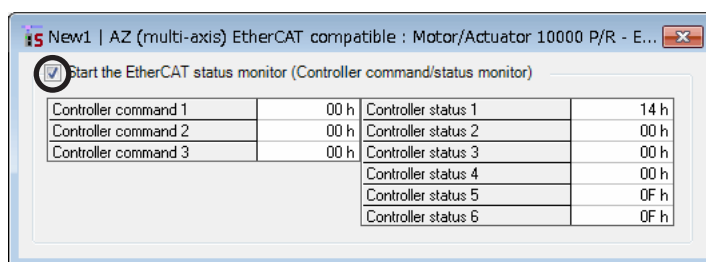 New1 | AZ (multi-axis) EtherCAT compatible : Motor/Actuator 10000 P/R - E...
Start the EtherCAT status monitor (Controller command/status monitor)
Controller command 1 00 h Controller status 1 14 h
Controller command 2 00 h Controller status 2 00 h
Controller command 3 00 h Controller status 3 00 h
Controller status 4 00 h
Controller status 5 0F h
Controller status 6 0F h